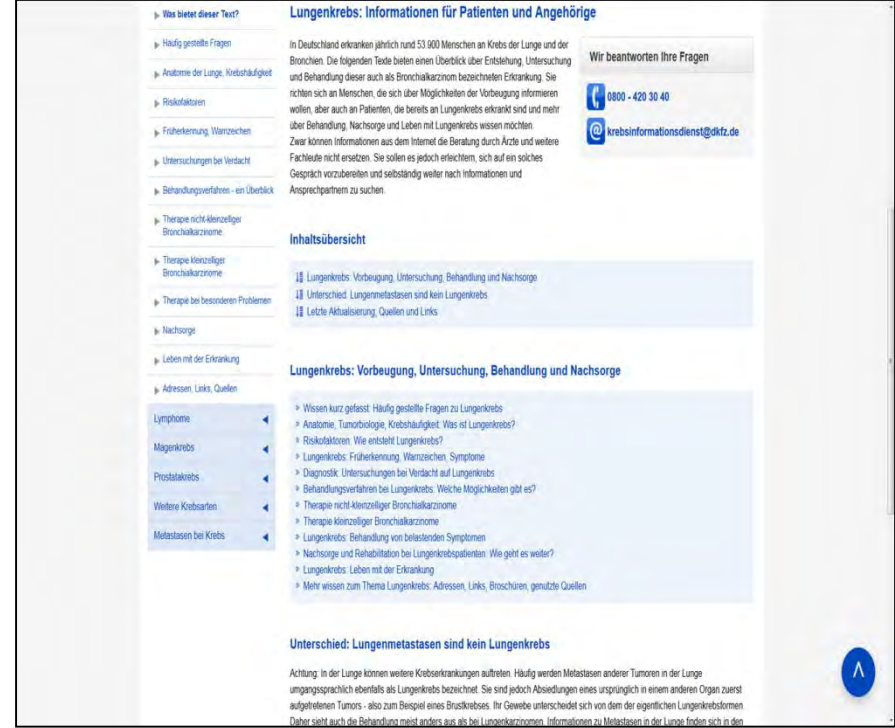 Was bietet dieser Text?
Häufig gestellte Fragen
Anatomie der Lunge, Krebshäufigkeit
Risikofaktoren
Früherkennung, Warnzeichen
Untersuchungen bei Verdacht
Behandlungsverfahren - ein Überblick
Therapie nicht-kleinzelliger
Bronchialkarzinome
Therapie kleinzelliger
Bronchialkarzinome
Therapie bei besonderen Problemen
Nachsorge
Leben mit der Erkrankung
Adressen, Links, Quellen
Lymphome
Magenkrebs
Prostatakrebs
Weitere Krebsarten
Metastasen bei Krebs
Lungenkrebs: Informationen für Patienten und Angehörige
In Deutschland erkranken jährlich rund 53.900 Menschen an Krebs der Lunge und der
Bronchien. Die folgenden Texte bieten einen Überblick über Entstehung, Untersuchung
und Behandlung dieser auch als Bronchialkarzinom bezeichneten Erkrankung. Sie
richten sich an Menschen, die sich über Möglichkeiten der Vorbeugung informieren
wollen, aber auch an Patienten, die bereits an Lungenkrebs erkrankt sind und mehr
über Behandlung, Nachsorge und Leben mit Lungenkrebs wissen möchten.
Zwar können Informationen aus dem Internet die Beratung durch Ärzte und weitere
Fachleute nicht ersetzen. Sie sollen es jedoch erleichtern, sich auf ein solches
Gespräch vorzubereiten und selbständig weiter nach Informationen und
Ansprechpartnern zu suchen.
Wir beantworten Ihre Fragen
0800 - 420 30 40
@ krebsinformationsdienst@dkfz.de
Inhaltsübersicht
Lungenkrebs: Vorbeugung, Untersuchung, Behandlung und Nachsorge
Unterschied: Lungenmetastasen sind kein Lungenkrebs
Letzte Aktualisierung, Quellen und Links
Lungenkrebs: Vorbeugung, Untersuchung, Behandlung und Nachsorge
Wissen kurz gefasst: Häufig gestellte Fragen zu Lungenkrebs
Anatomie, Tumorbiologie, Krebshäufigkeit: Was ist Lungenkrebs?
Risikofaktoren: Wie entsteht Lungenkrebs?
Lungenkrebs: Früherkennung, Warnzeichen, Symptome
Diagnostik: Untersuchungen bei Verdacht auf Lungenkrebs
Behandlungsverfahren bei Lungenkrebs: Welche Möglichkeiten gibt es?
Therapie nicht-kleinzelliger Bronchialkarzinome
Therapie kleinzelliger Bronchialkarzinome
Lungenkrebs: Behandlung von belastenden Symptomen
Nachsorge und Rehabilitation bei Lungenkrebspatienten: Wie geht es weiter?
Lungenkrebs: Leben mit der Erkrankung
Mehr wissen zum Thema Lungenkrebs: Adressen, Links, Broschüren, genutzte Quellen
Unterschied: Lungenmetastasen sind kein Lungenkrebs
Achtung: In der Lunge können weitere Krebserkrankungen auftreten. Häufig werden Metastasen anderer Tumoren in der Lunge
umgangssprachlich ebenfalls als Lungenkrebs bezeichnet. Sie sind jedoch Absiedlungen eines ursprünglich in einem anderen Organ zuerst
aufgetretenen Tumors - also zum Beispiel eines Brustkrebses. Ihr Gewebe unterscheidet sich von dem der eigentlichen Lungenkrebsformen
Daher sieht auch die Behandlung meist anders aus als bei Lungenkarzinomen. Informationen zu Metastasen in der Lunge finden sich in den